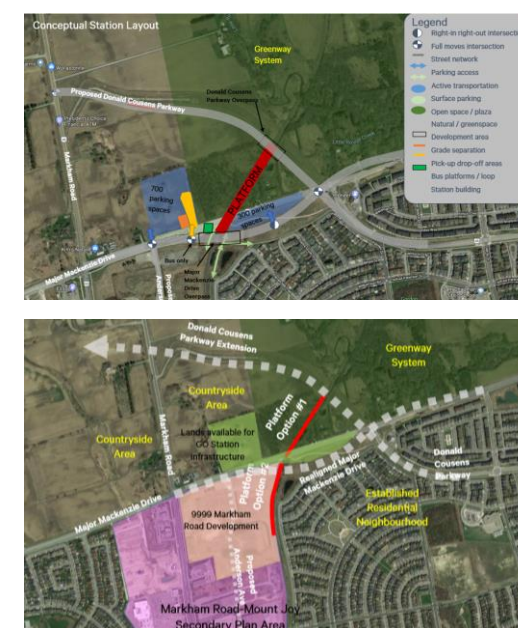 Conceptual Station Layout
Legend
Right-in right-out intersection
Full moves intersection
Street network
Parking access
Active transportation
Surface parking
Open space / plaza
Natural / greenspace
Development area
Grade separation
Pick-up drop-off areas
Bus platforms / loop
Station building
Greenway
System
Donald Cousens
Parkway Overpass
Proposed Donald Cousens Parkway
Markham Road
PLATFORM
700
parking
spaces
300 parking
spaces
Major Mackenzie Drive
Bus only
Major
Mackenzie
Drive
Overpass
Proposed
Donald Cousens
Parkway Extension
Greenway
System
Countryside
Area
Platform
Option #1
Markham Road
Lands available for
GO Station
infrastructure
Countryside
Area
Platform
Option #2
Realigned Major
Mackenzie Drive
Donald
Cousens
Parkway
Major Mackenzie Drive
Established
Residential
Neighbourhood
9999 Markham
Road Development
Proposed
Anderson Ave
Markham Road-Mount Joy
Secondary Plan Area